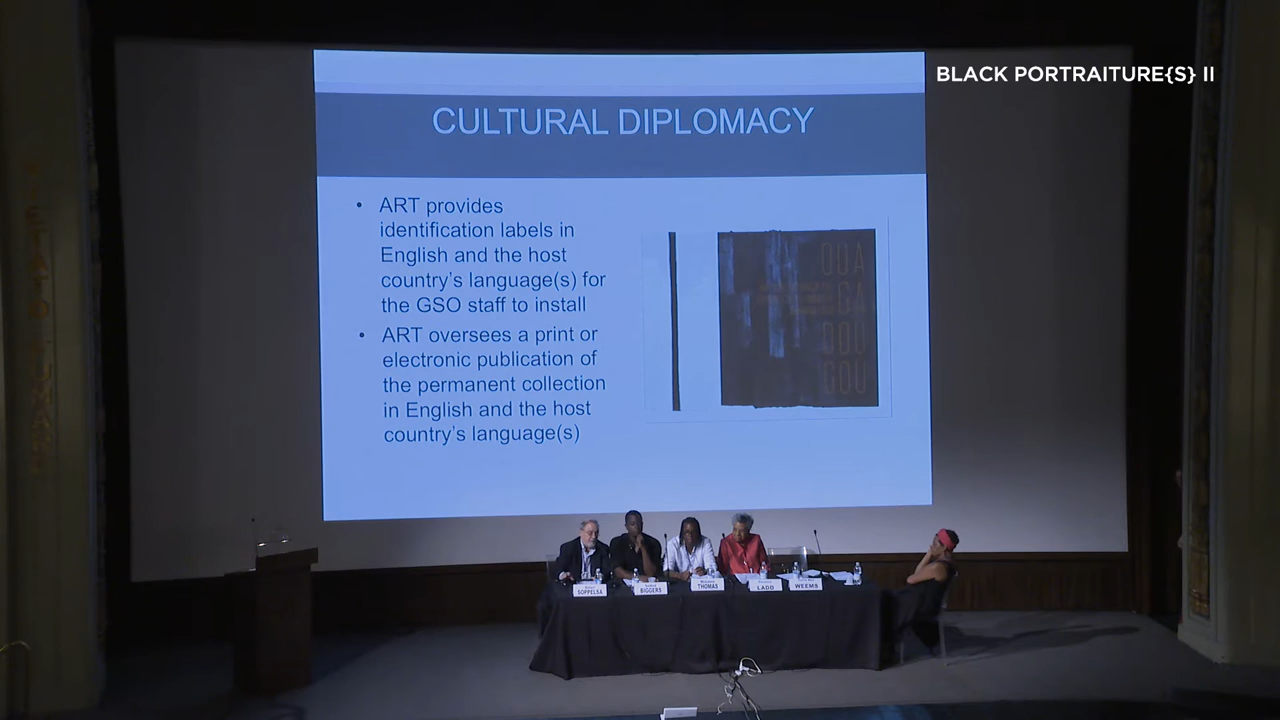 BLACK PORTRAITURE{S} II
CULTURAL DIPLOMACY
• ART provides
identification labels in
English and the host
country's language(s) for
the GSO staff to install
• ART oversees a print or
electronic publication of
the permanent collection
in English and the host
country's language(s)
OUA
GA
DOU
GOU
SOPPELSA
BIGGERS
THOMAS
LADD
WEEMS